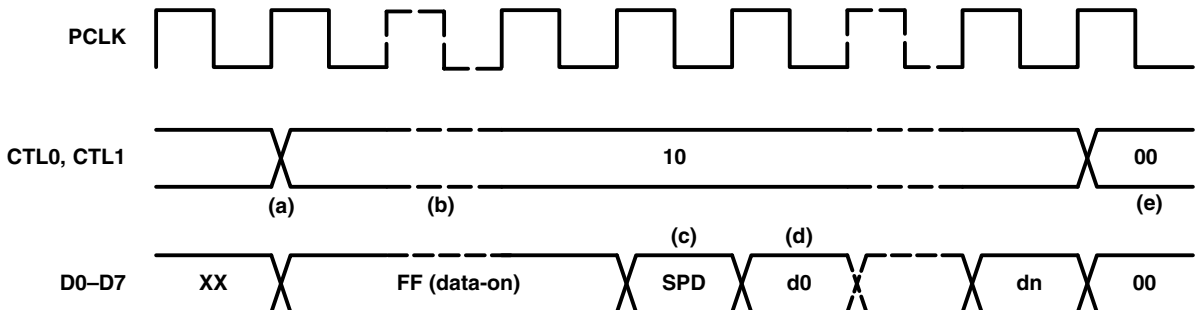 PCLK
CTL0, CTL1 10 00
(a) (b) (e)
(c) (d)
D0–D7 XX FF (data-on) SPD d0 dn 00